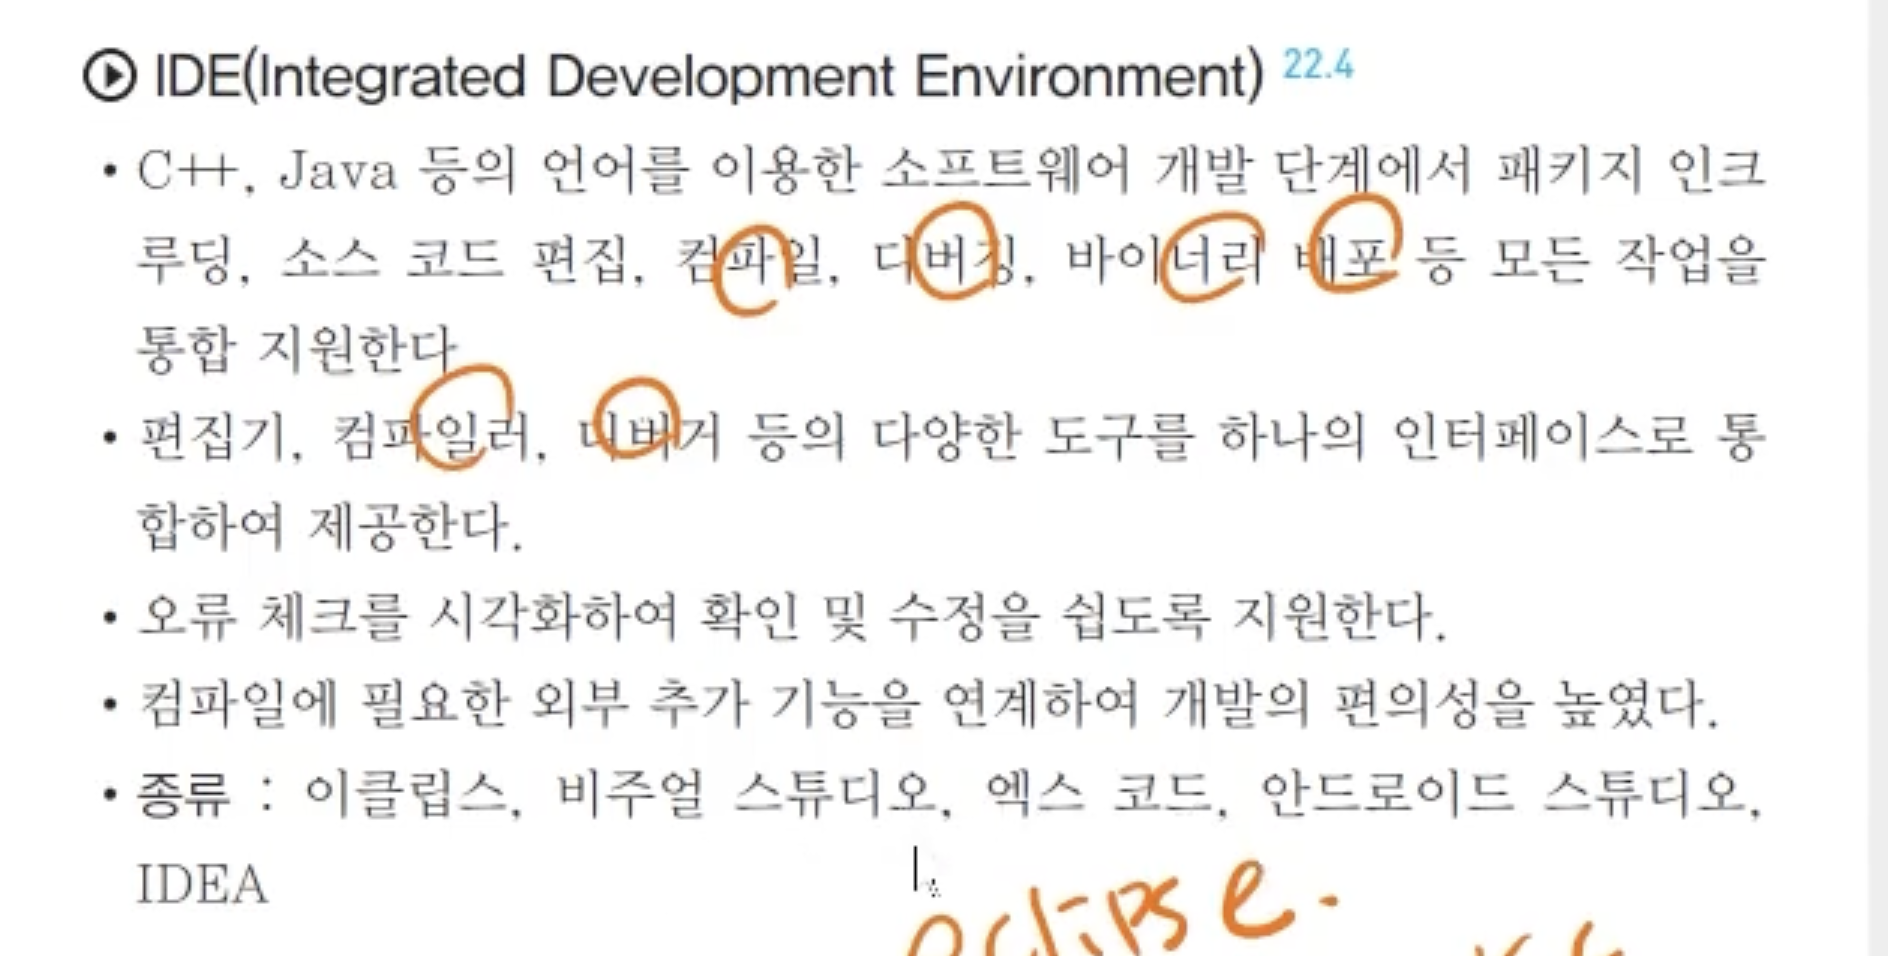 IDE(Integrated Development Environment) 22.4
• C++, Java 등의 언어를 이용한 소프트웨어 개발 단계에서 패키지 인크
루딩, 소스 코드 편집, 컴파일, 디버깅, 바이너리 배포 등 모든 작업을
통합 지원한다
• 편집기, 컴파일러, 디버거 등의 다양한 도구를 하나의 인터페이스로 통
합하여 제공한다.
• 오류 체크를 시각화하여 확인 및 수정을 쉽도록 지원한다.
• 컴파일에 필요한 외부 추가 기능을 연계하여 개발의 편의성을 높였다.
• 종류 : 이클립스, 비주얼 스튜디오, 엑스 코드, 안드로이드 스튜디오,
IDEA
eclipse.